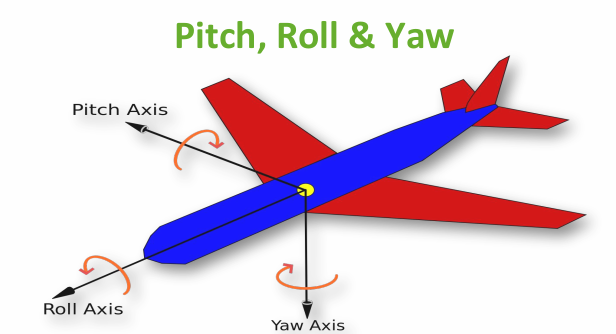 Pitch, Roll & Yaw
Pitch Axis
Roll Axis
Yaw Axis